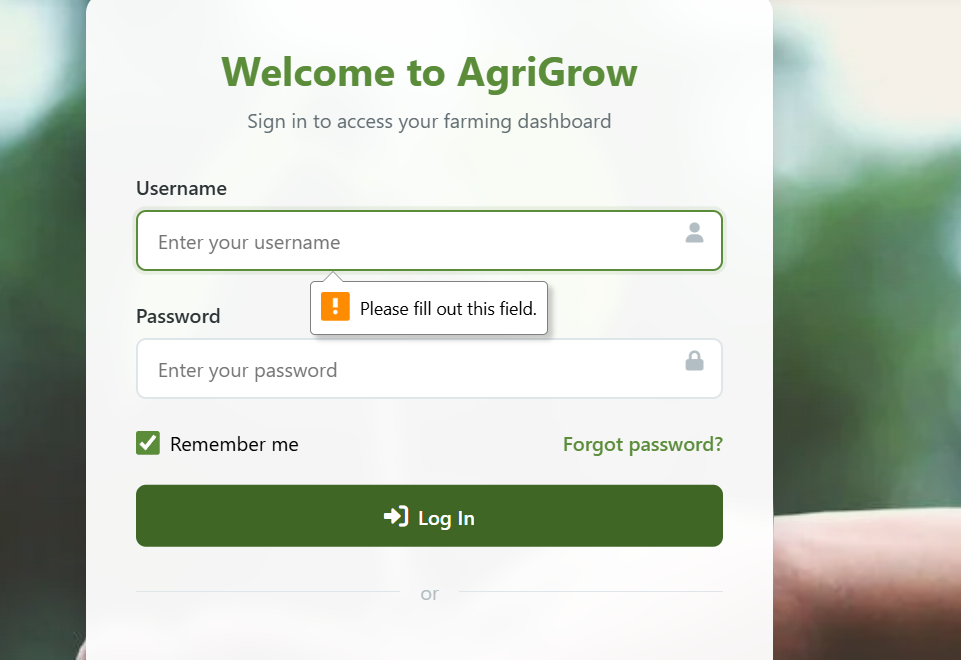 Welcome to AgriGrow
Sign in to access your farming dashboard
Username
Enter your username
Please fill out this field.
Password
Enter your password
Remember me
Forgot password?
Log In
or